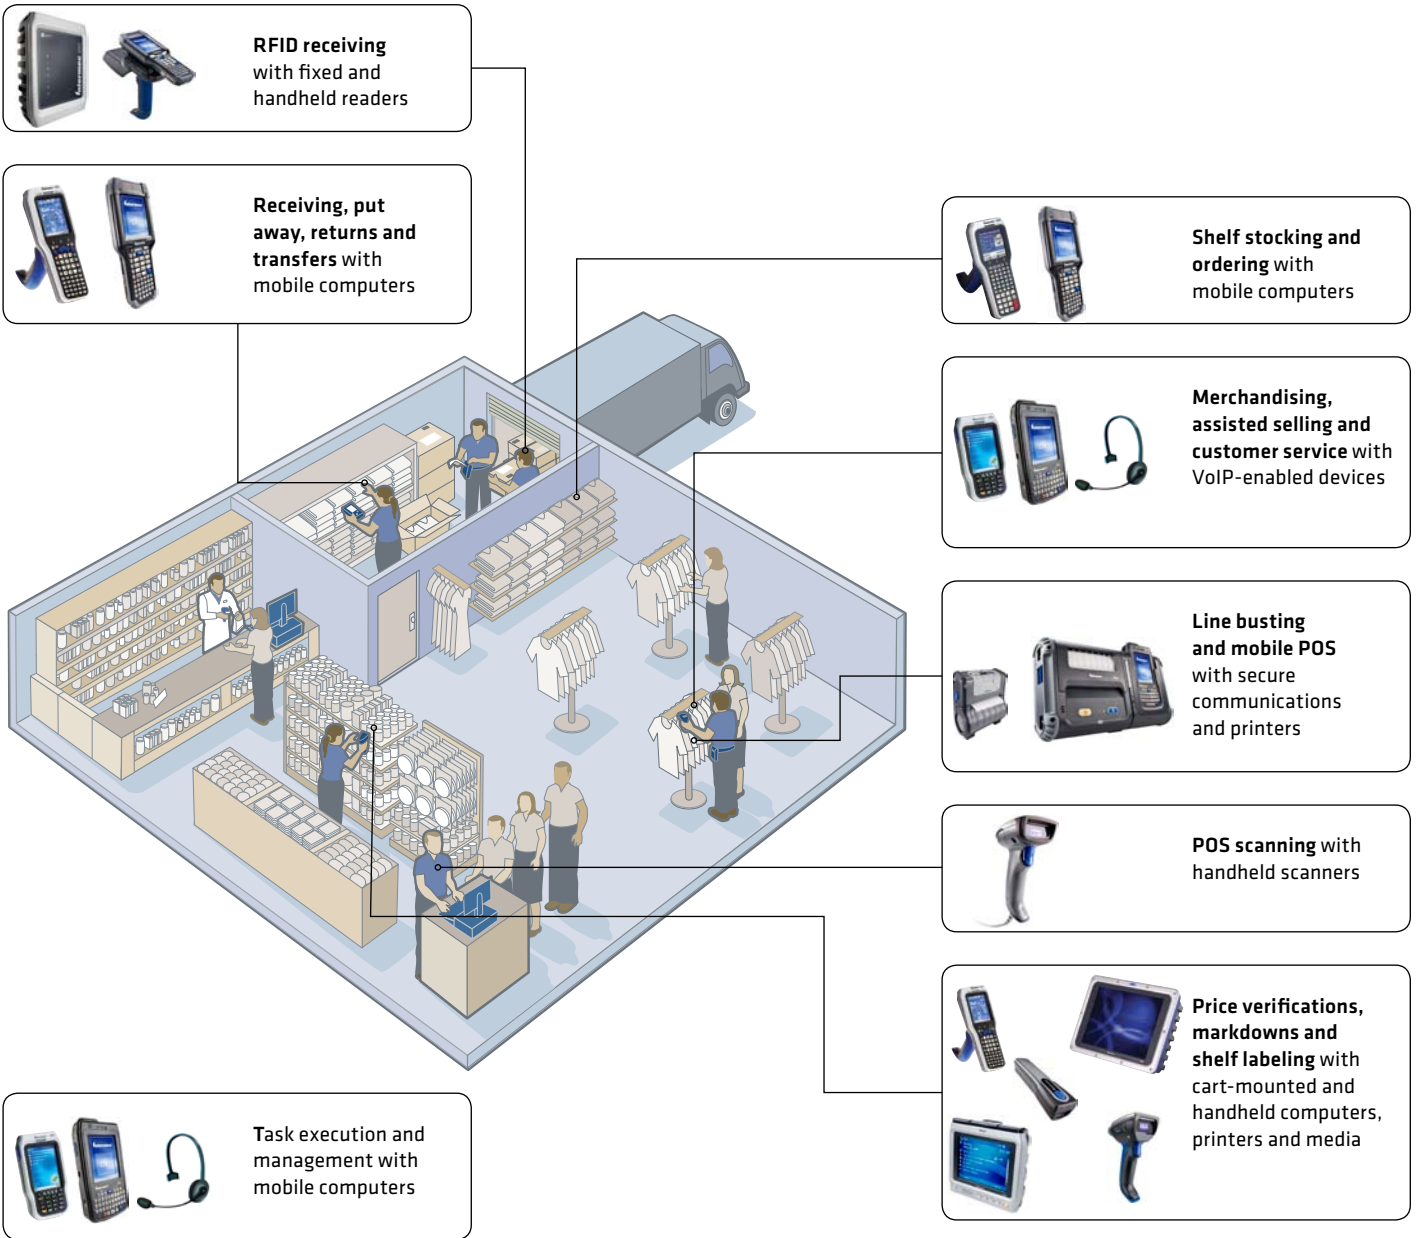 RFID receiving
with fixed and
handheld readers
Receiving, put
away, returns and
transfers with
mobile computers
Shelf stocking and
ordering with
mobile computers
Merchandising,
assisted selling and
customer service with
VoIP-enabled devices
Line busting
and mobile POS
with secure
communications
and printers
POS scanning with
handheld scanners
Price verifications,
markdowns and
shelf labeling with
cart-mounted and
handheld computers,
printers and media
Task execution and
management with
mobile computers